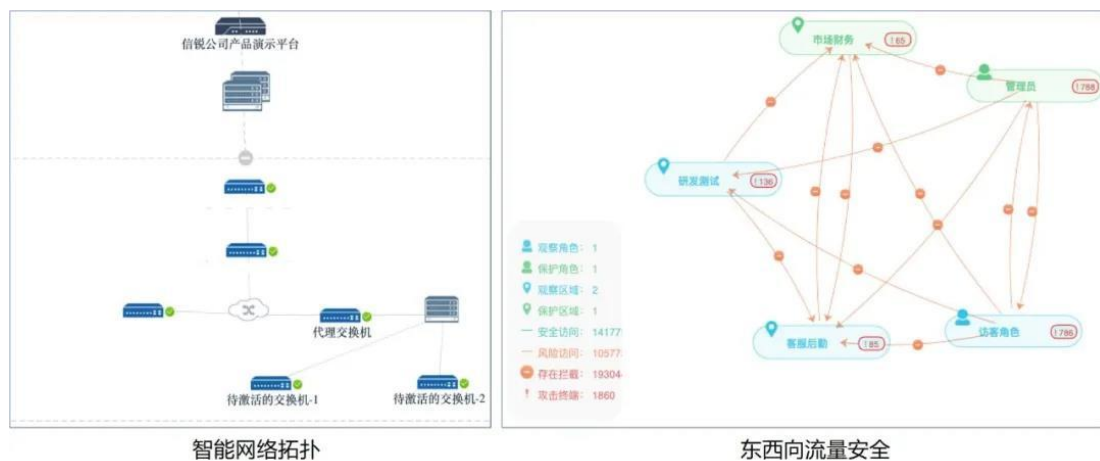 信锐公司产品演示平台
代理交换机
待激活的交换机-1
待激活的交换机-2
智能网络拓扑
市场财务
!65
管理员
!788
研发测试
!136
观察角色：1
保护角色：1
观察区域：2
保护区域：1
安全访问：14177
风险访问：10577
存在拦截：19304
攻击终端：1860
客服后勤
!85
访客角色
!786
东西向流量安全